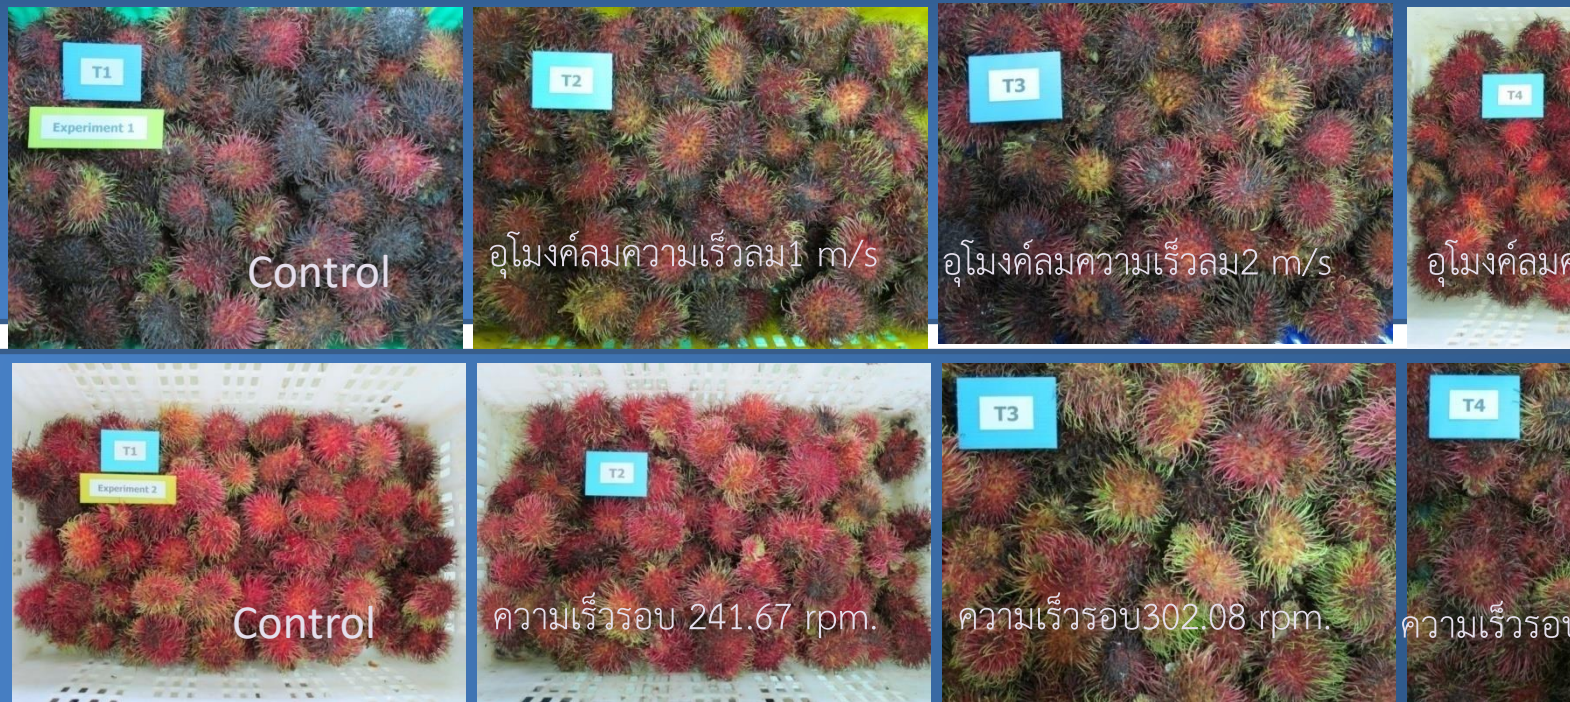 T1
Experiment 1
Control
T2
อุโมงค์ลมความเร็วลม1 m/s
T3
อุโมงค์ลมความเร็วลม2 m/s
T4
T1
Experiment 2
Control
T2
ความเร็วรอบ 241.67 rpm.
T3
ความเร็วรอบ302.08 rpm.
T4